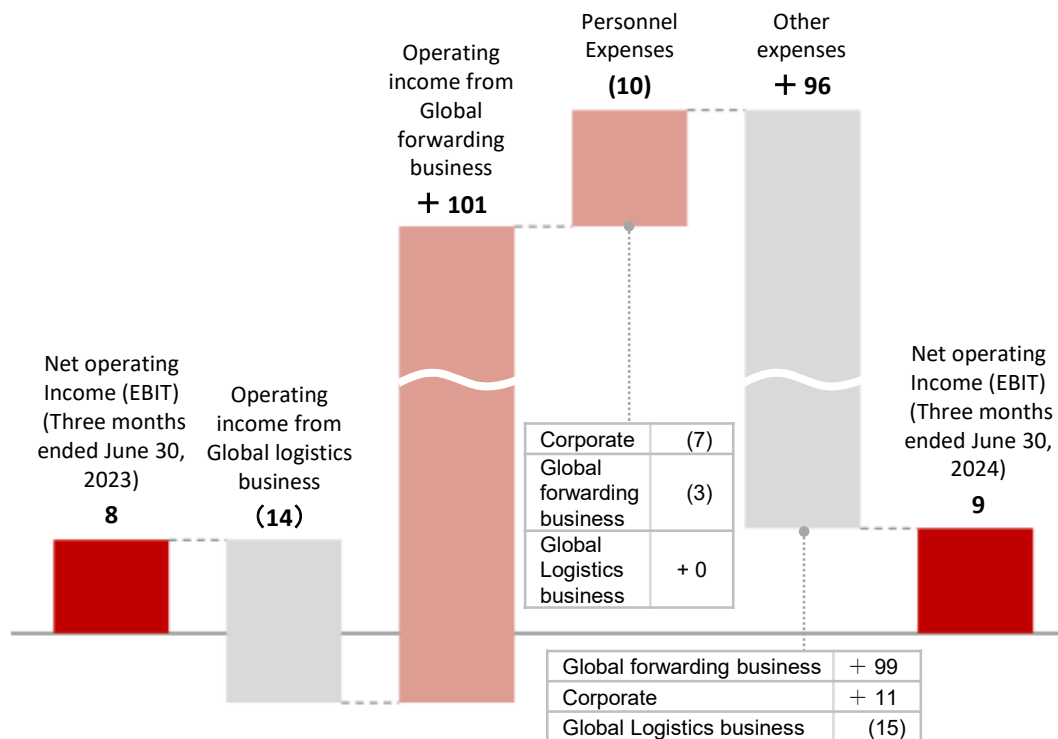 Net operating
Income (EBIT)
(Three months
ended June 30,
2023)
8
Operating
income from
Global logistics
business
(14)
Operating
income from
Global
forwarding
business
+ 101
Personnel
Expenses
(10)
Other
expenses
+ 96
Net operating
Income (EBIT)
(Three months
ended June 30,
2024)
9
Corporate (7)
Global
forwarding
business (3)
Global
Logistics
business + 0
Global forwarding business + 99
Corporate + 11
Global Logistics business (15)